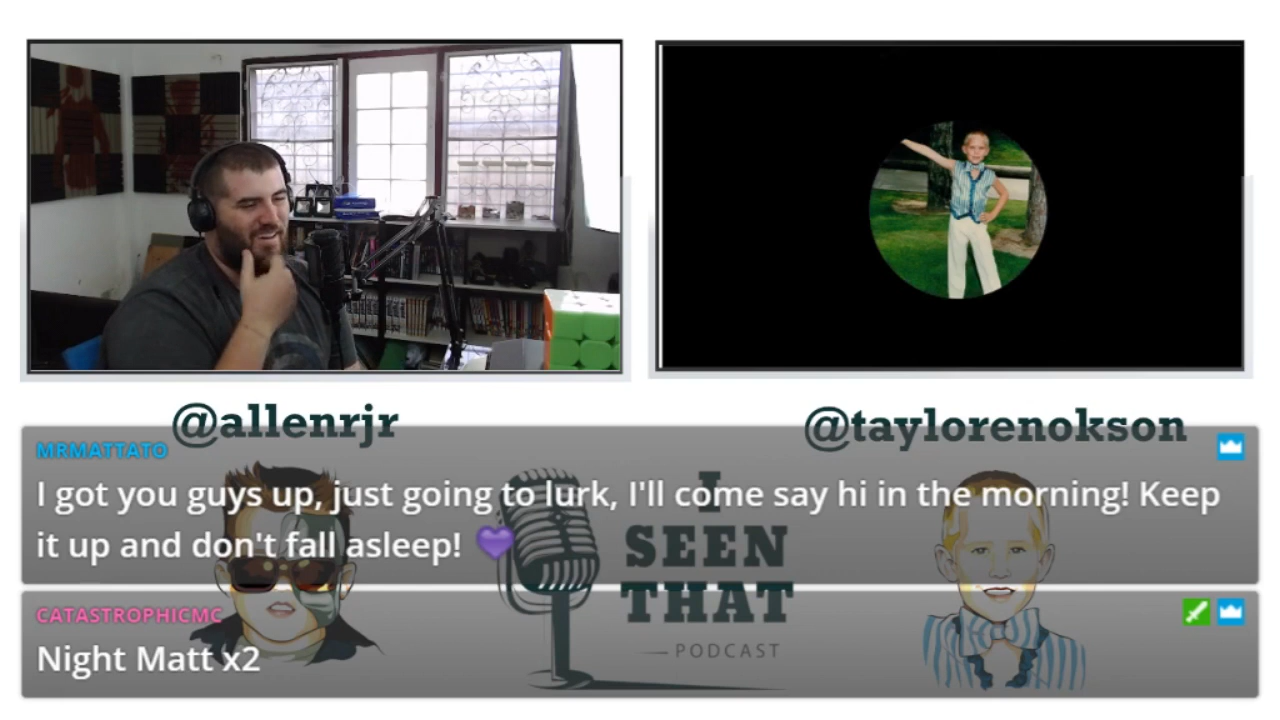 @allenrjr
@taylorenokson
MRMATTATO
I got you guys up, just going to lurk, I'll come say hi in the morning! Keep
it up and don't fall asleep! 💜
I
SEEN
THAT
PODCAST
CATASTROPHICMC
Night Matt x2